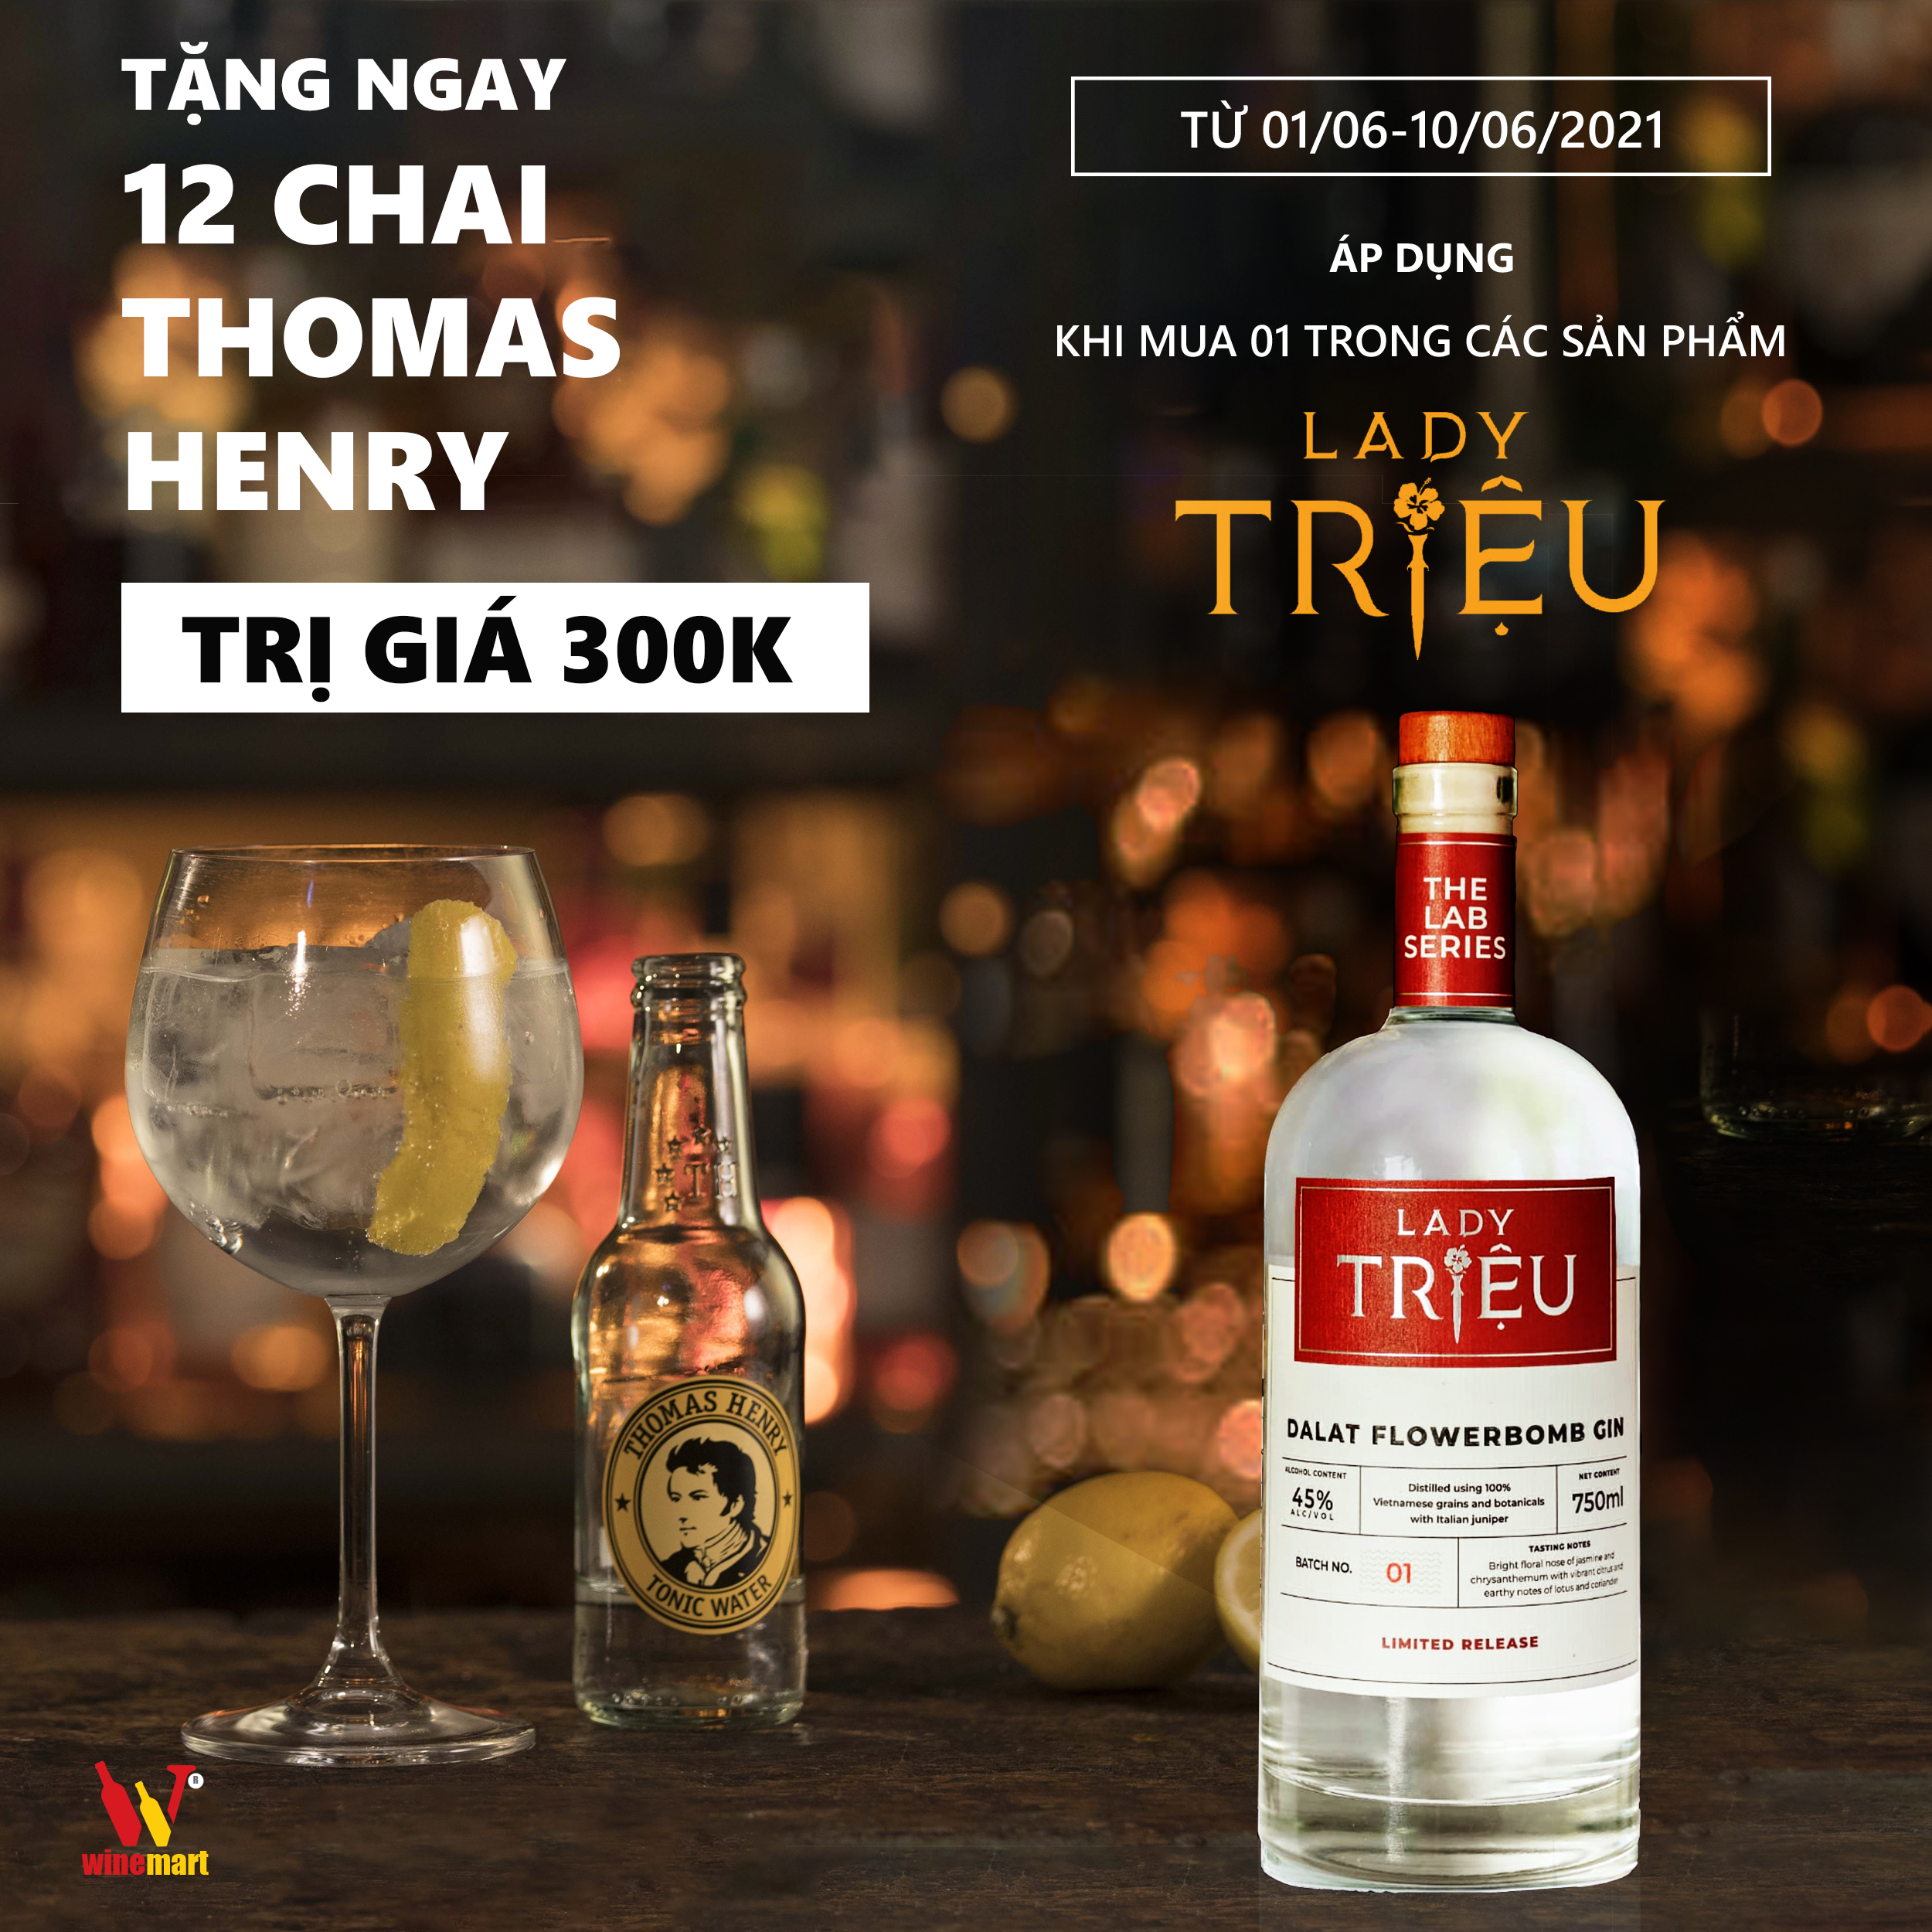 TẶNG NGAY
12 CHAI
THOMAS
HENRY
TRỊ GIÁ 300K
TỪ 01/06-10/06/2021
ÁP DỤNG
KHI MUA 01 TRONG CÁC SẢN PHẨM
LADY
TRIỆU
THE
LAB
SERIES
LADY
TRIỆU
DALAT FLOWERBOMB GIN
ALCOHOL CONTENT
45%
ALC/VOL
Distilled using 100%
Vietnamese grains and botanicals
with Italian juniper
NET CONTENT
750ml
BATCH NO. 01
TASTING NOTES
Bright floral nose of jasmine and
chrysanthemum with vibrant citrus and
earthy notes of lotus and coriander
LIMITED RELEASE
TH
THOMAS HENRY
TONIC WATER
W®
winemart